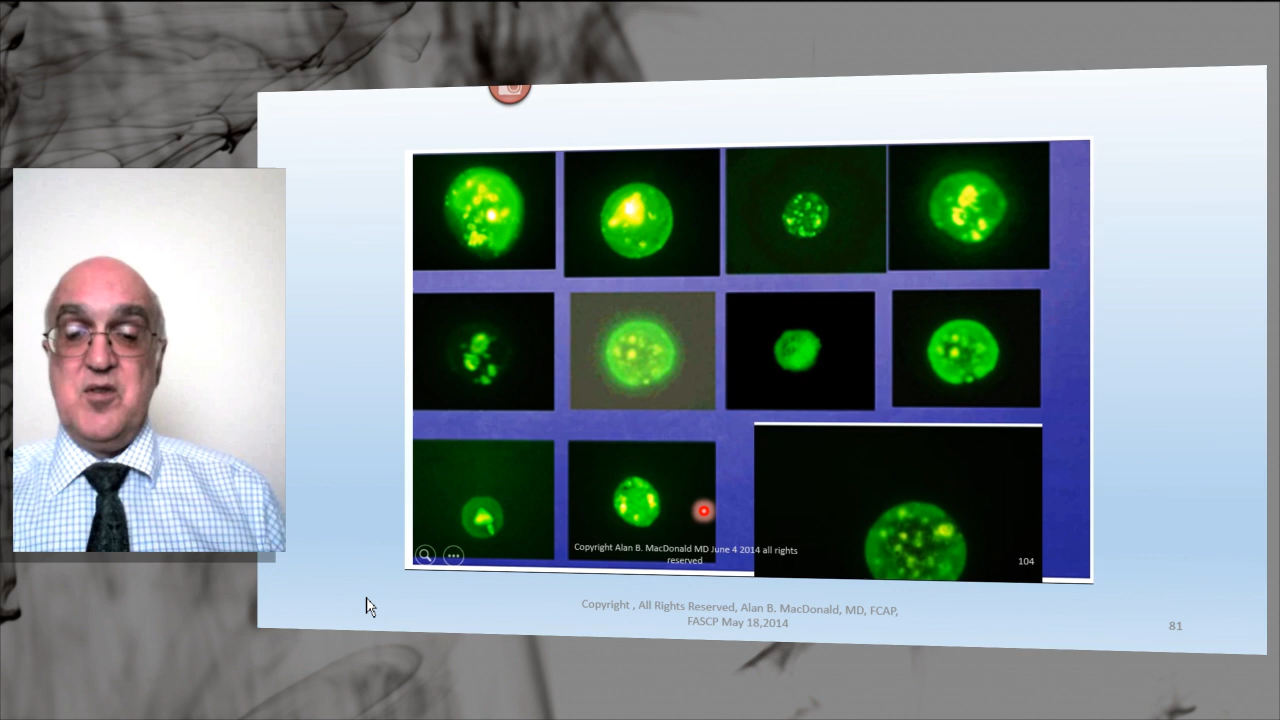 Copyright Alan B. MacDonald MD June 4 2014 all rights
reserved
104
Copyright , All Rights Reserved, Alan B. MacDonald, MD, FCAP,
FASCP May 18,2014
81